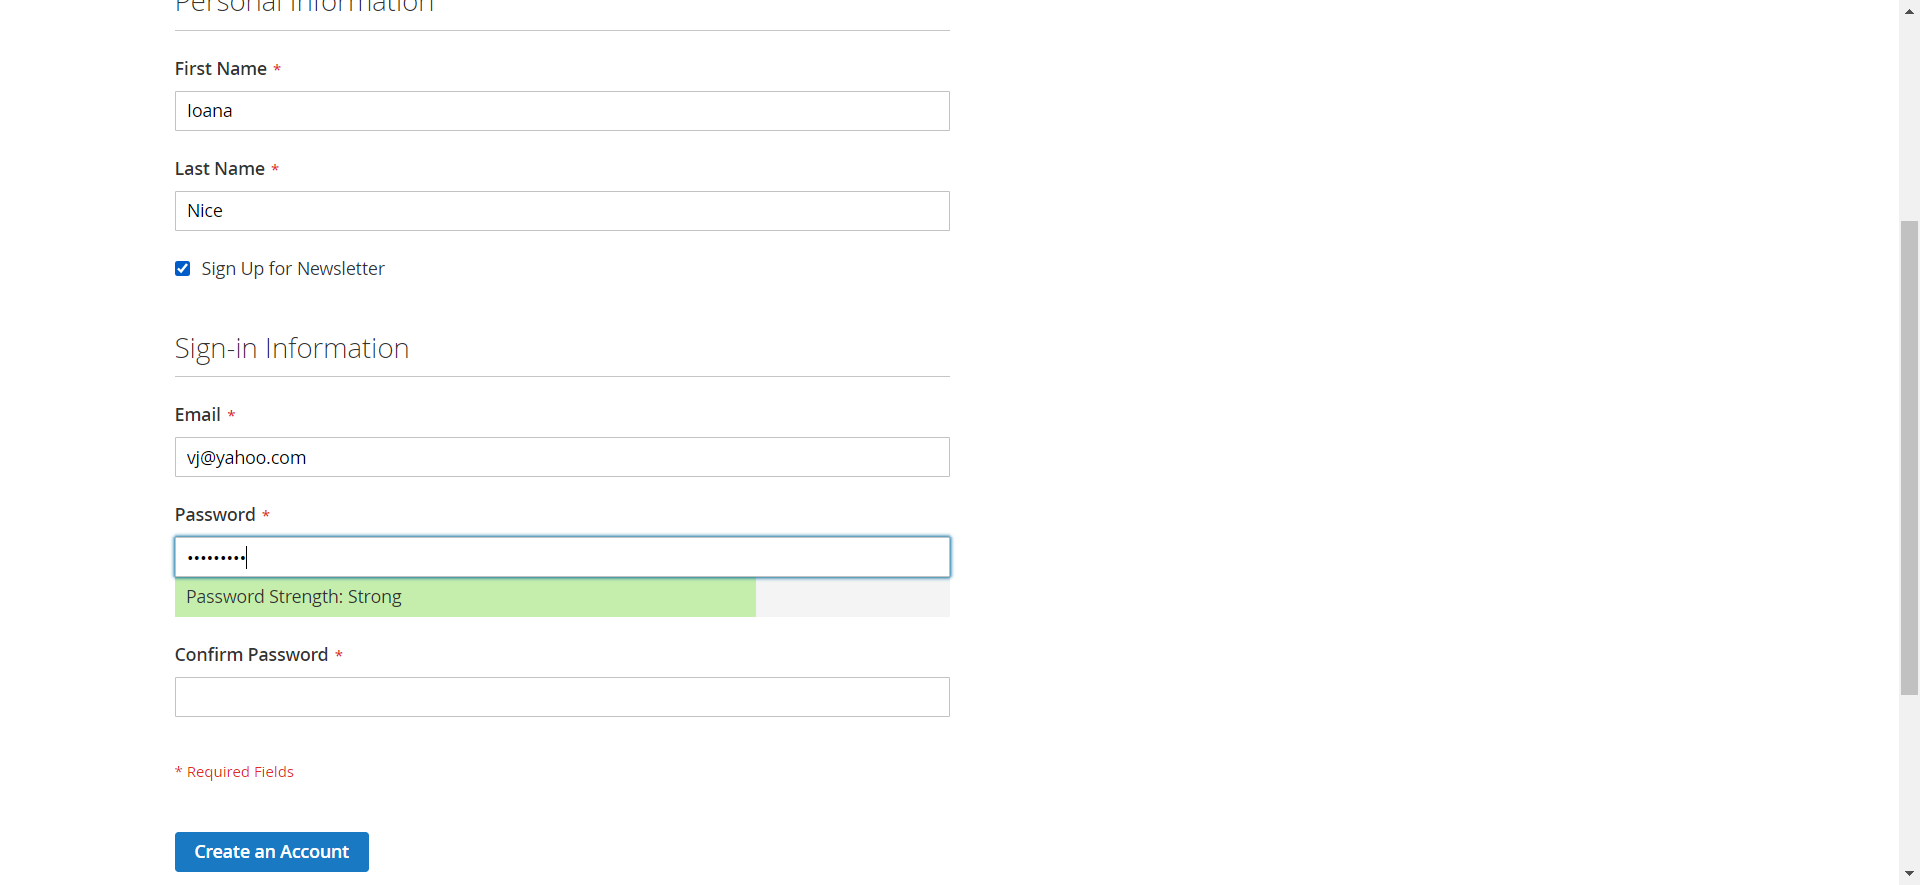 Personal Information
First Name *
Ioana
Last Name *
Nice
Sign Up for Newsletter
Sign-in Information
Email *
vj@yahoo.com
Password *
•••••••••
Password Strength: Strong
Confirm Password *
* Required Fields
Create an Account